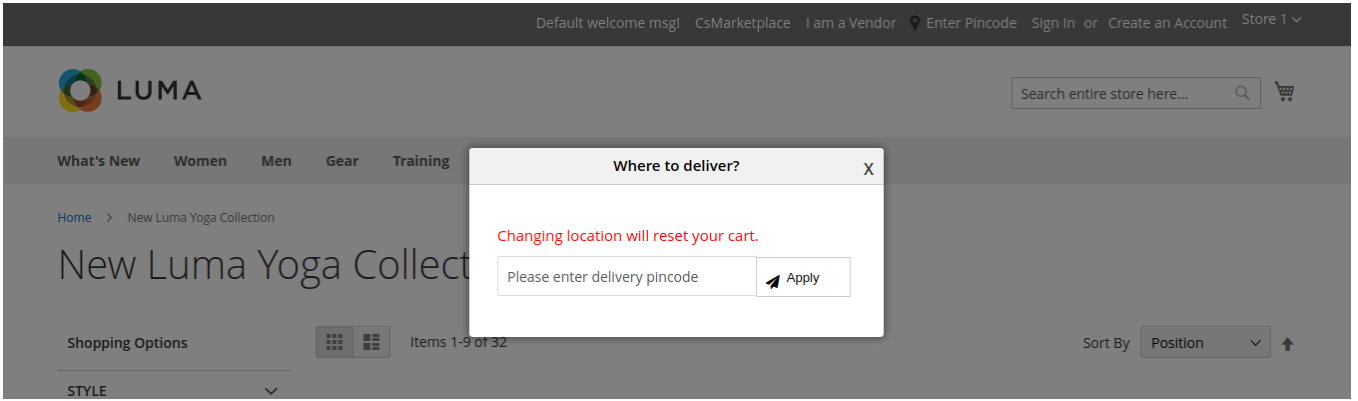 Default welcome msg! CsMarketplace I am a Vendor Enter Pincode Sign In or Create an Account Store 1
LUMA
Search entire store here...
What's New Women Men Gear Training
Where to deliver? X
Home > New Luma Yoga Collection
Changing location will reset your cart.
New Luma Yoga Collect
Please enter delivery pincode Apply
Shopping Options Items 1-9 of 32 Sort By Position
STYLE